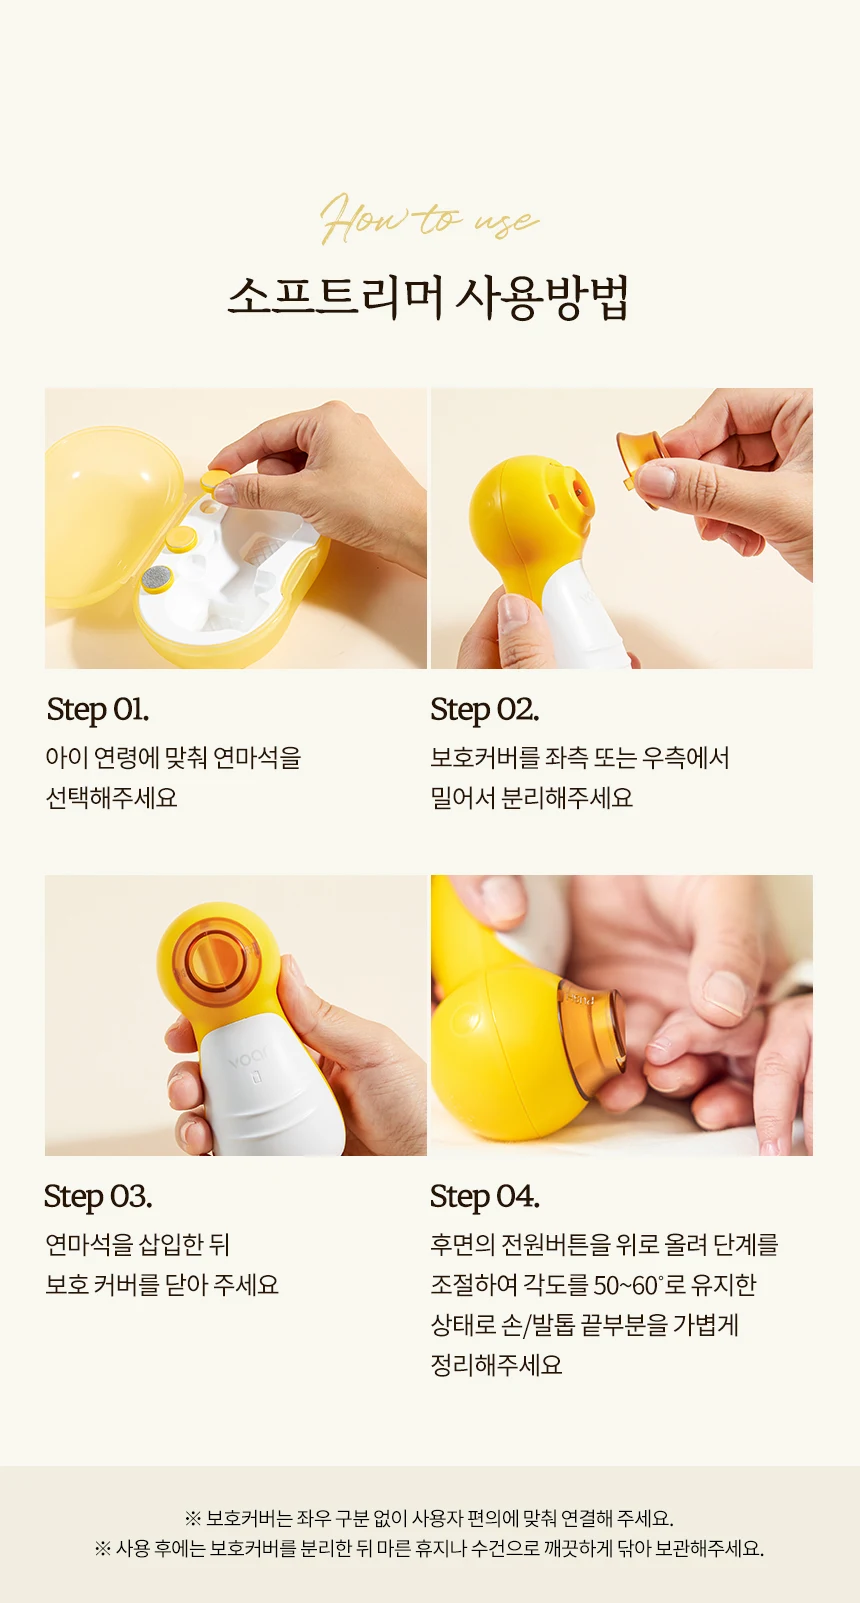 How to use
소프트리머 사용방법
Step 01.
아이 연령에 맞춰 연마석을
선택해주세요
Step 02.
보호커버를 좌측 또는 우측에서
밀어서 분리해주세요
Step 03.
연마석을 삽입한 뒤
보호 커버를 닫아 주세요
Step 04.
후면의 전원버튼을 위로 올려 단계를
조절하여 각도를 50~60°로 유지한
상태로 손/발톱 끝부분을 가볍게
정리해주세요
※ 보호커버는 좌우 구분 없이 사용자 편의에 맞춰 연결해 주세요.
※ 사용 후에는 보호커버를 분리한 뒤 마른 휴지나 수건으로 깨끗하게 닦아 보관해주세요.